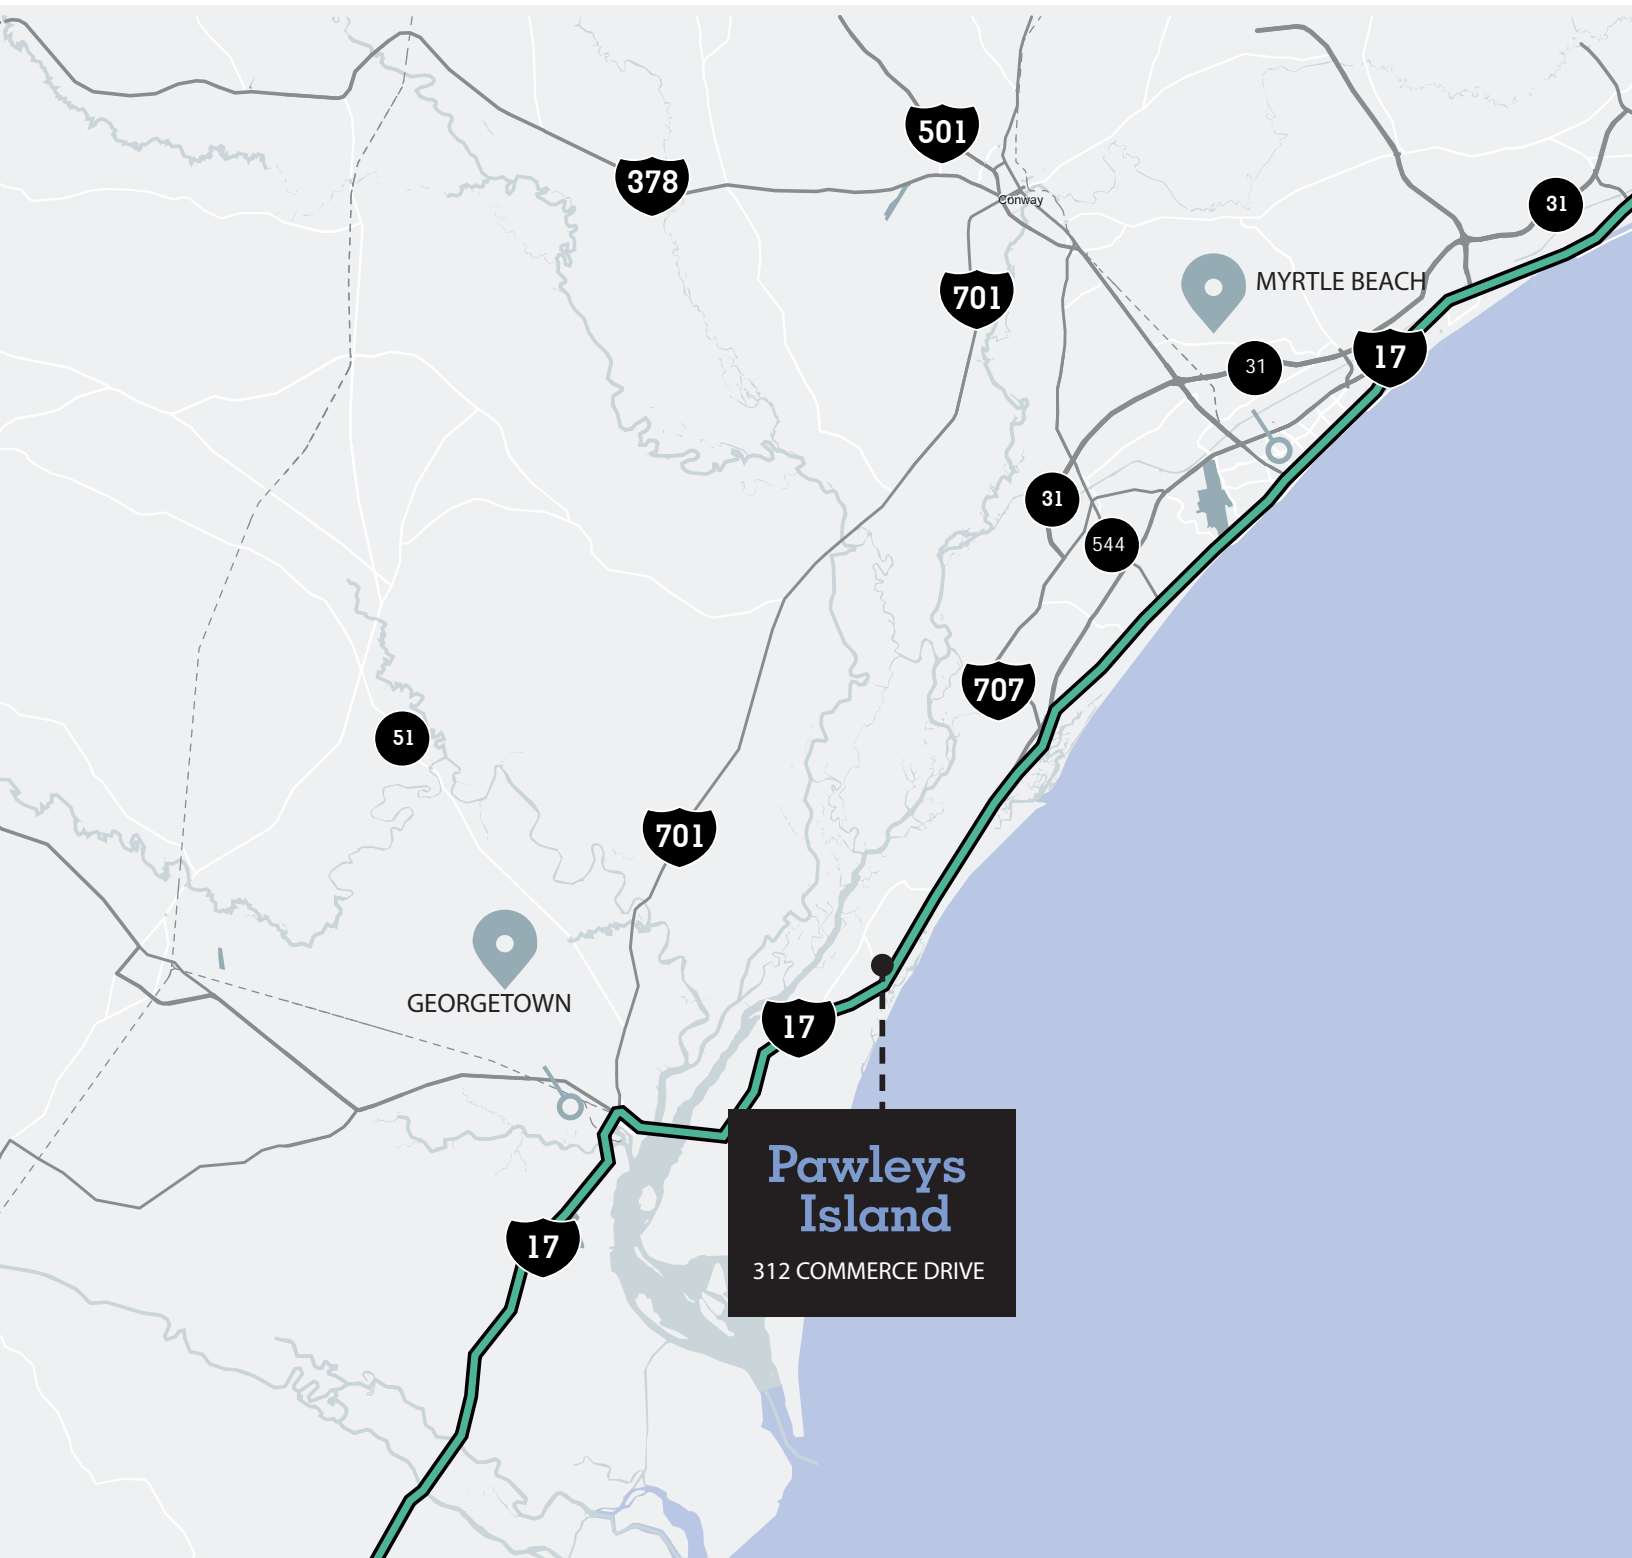 501
378
Conway
31
701
MYRTLE BEACH
17
31
31
544
707
51
701
GEORGETOWN
17
Pawleys
Island
312 COMMERCE DRIVE
17